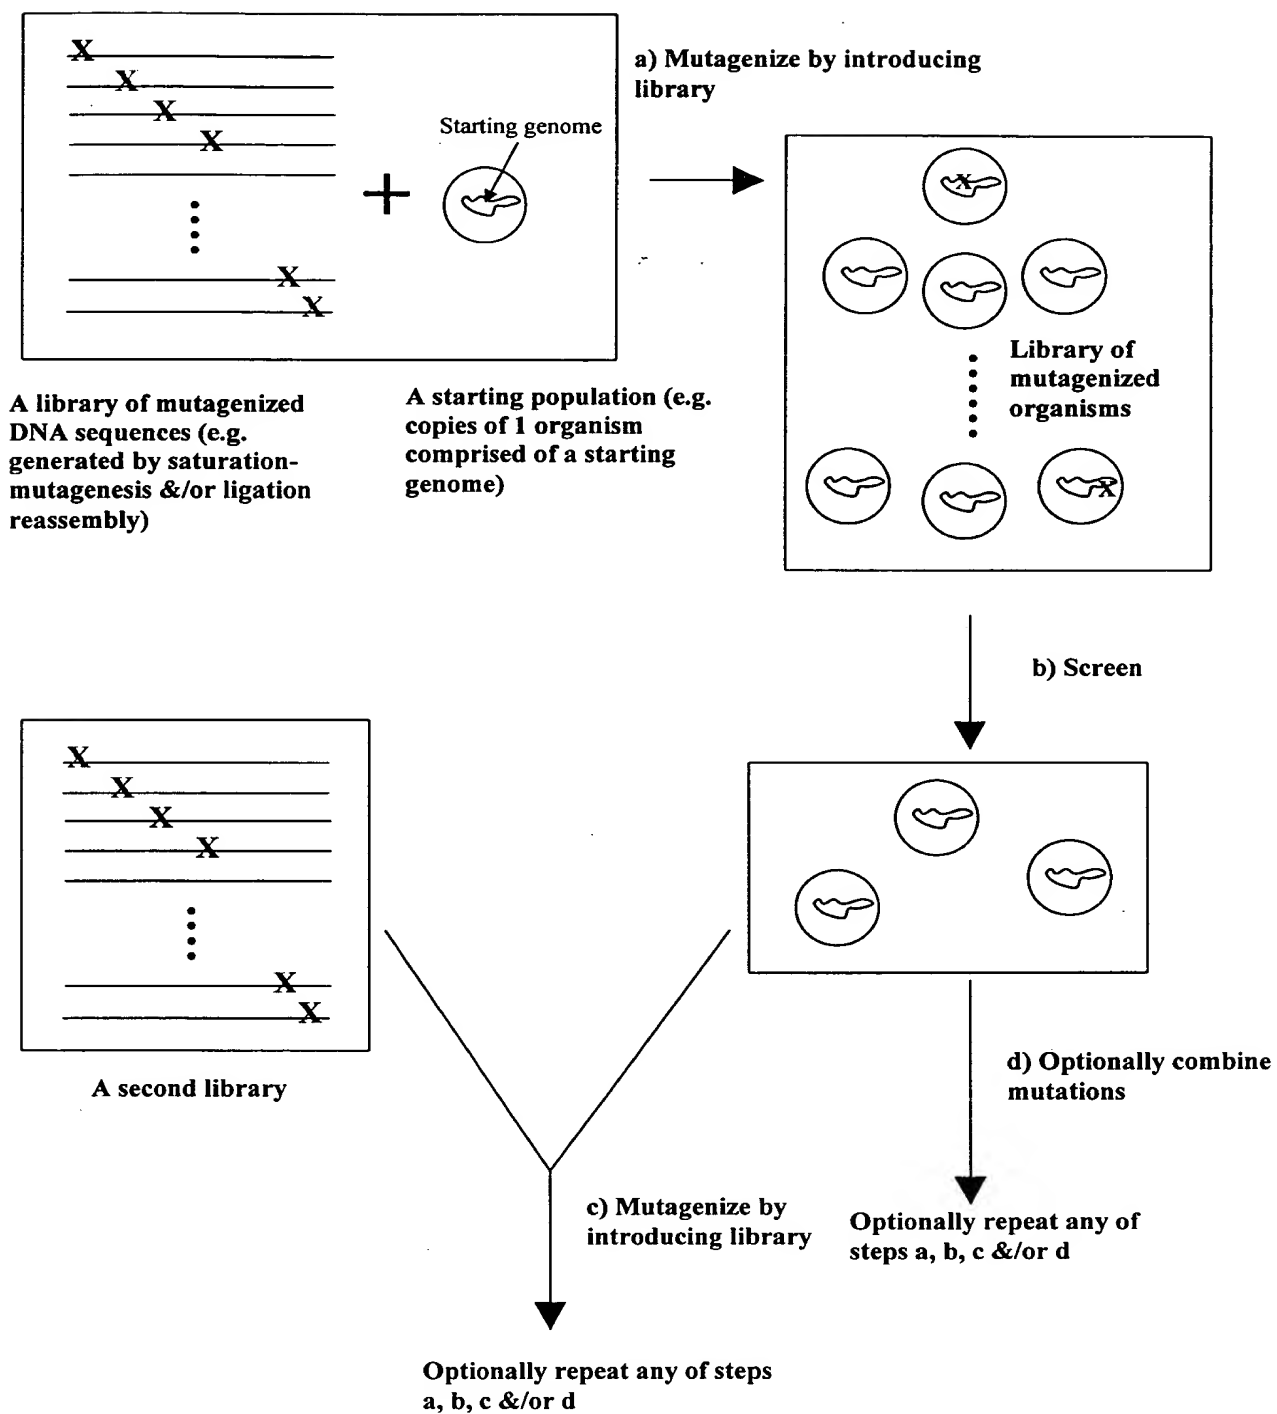 X
X
X
X
X
X
+
Starting genome
a) Mutagenize by introducing
library
A library of mutagenized
DNA sequences (e.g.
generated by saturation-
mutagenesis &/or ligation
reassembly)
A starting population (e.g.
copies of 1 organism
comprised of a starting
genome)
X
Library of
mutagenized
organisms
X
b) Screen
X
X
X
X
X
X
A second library
d) Optionally combine
mutations
c) Mutagenize by
introducing library
Optionally repeat any of
steps a, b, c &/or d
Optionally repeat any of steps
a, b, c &/or d